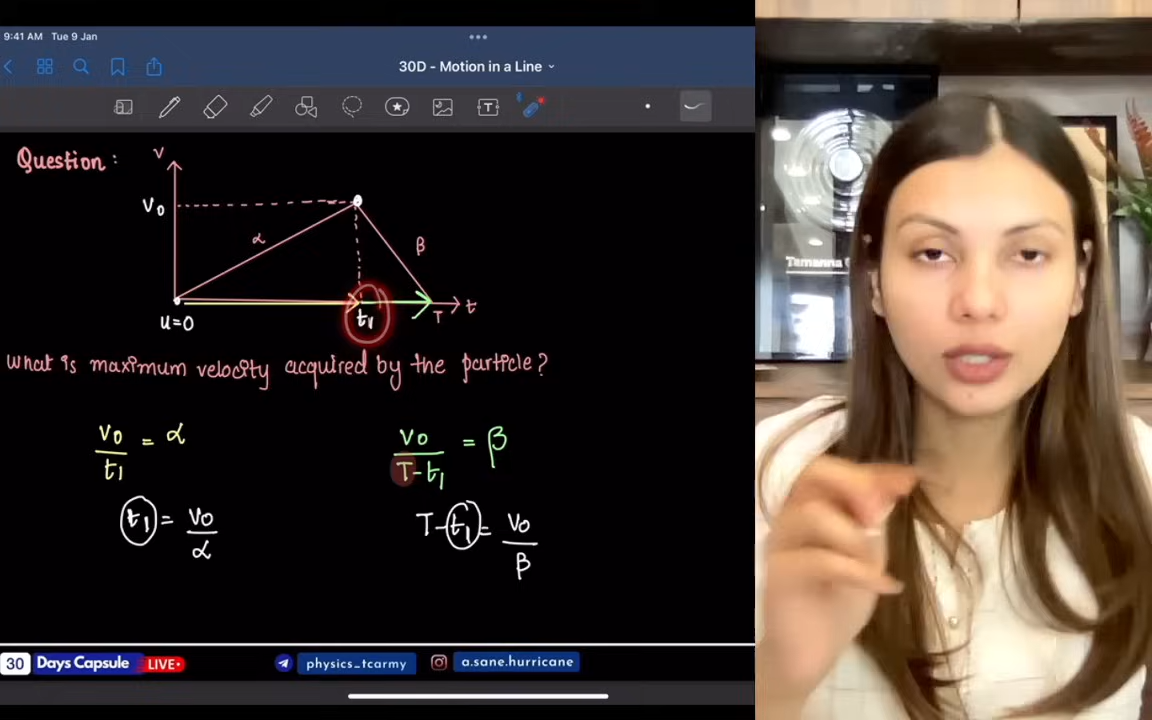 9:41 AM Tue 9 Jan
30D - Motion in a Line
T
Question:
v
v₀
α
β
t₁
T
t
u=0
What is maximum velocity acquired by the particle?
v₀/t₁ = α
v₀/(T-t₁) = β
t₁ = v₀/α
T-t₁ = v₀/β
Tamanna
30 Days Capsule LIVE
physics_tcarmy
a.sane.hurricane